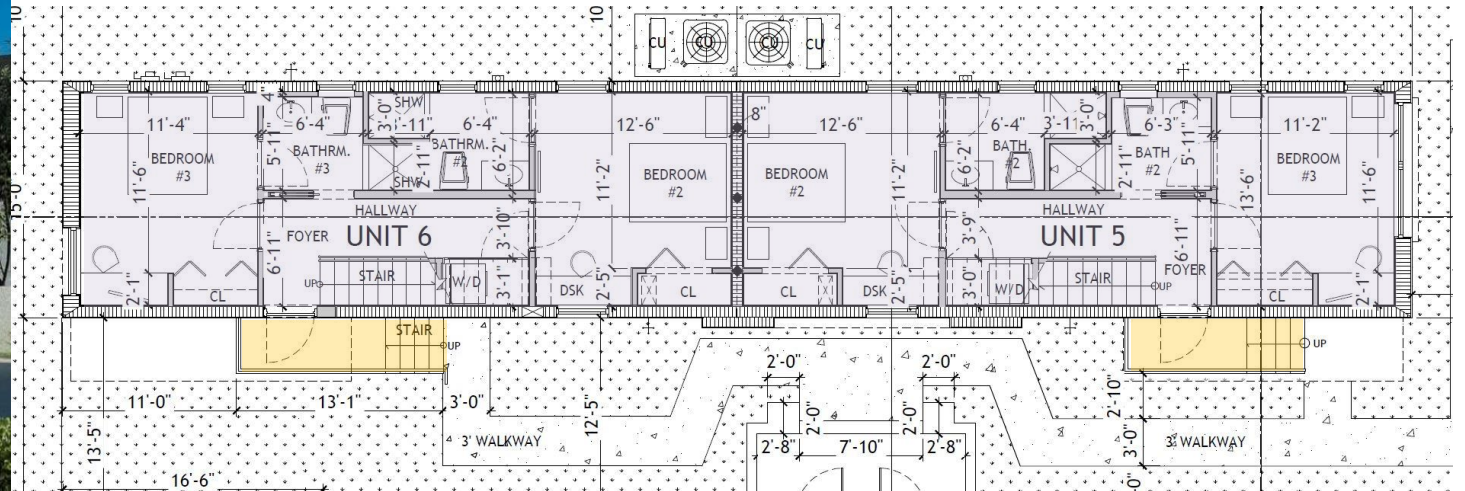 10
10
CU
CU
CU
CU
4"
SHW
8"
11'-4"
6'-4"
3'-0"
6'-4"
12'-6"
12'-6"
6'-4"
3'-11"
3'-0"
6'-3"
11'-2"
BEDROOM
#3
BATHRM.
#3
BATHRM.
#2
BEDROOM
#2
BEDROOM
#2
BATH.
#2
BATH
#2
BEDROOM
#3
11'-6"
5'-11"
2'-11"
SHW
6'-2"
11'-2"
11'-2"
6'-2"
2'-11"
5'-11"
13'-6"
11'-6"
15'-0
HALLWAY
FOYER
UNIT 6
6'-11"
3'-10"
HALLWAY
UNIT 5
3'-9"
6'-11"
FOYER
UP
STAIR
W/D
3'-1"
DSK
2'-5"
CL
CL
DSK
2'-5"
3'-0"
W/D
STAIR
UP
2'-1"
CL
CL
2'-1"
STAIR
UP
UP
2'-0"
2'-0"
11'-0"
13'-1"
3'-0"
12'-5"
2'-0"
2'-0"
2'-10"
13'-5"
3' WALKWAY
2'-8"
7'-10"
2'-8"
3'-0"
3' WALKWAY
16'-6"